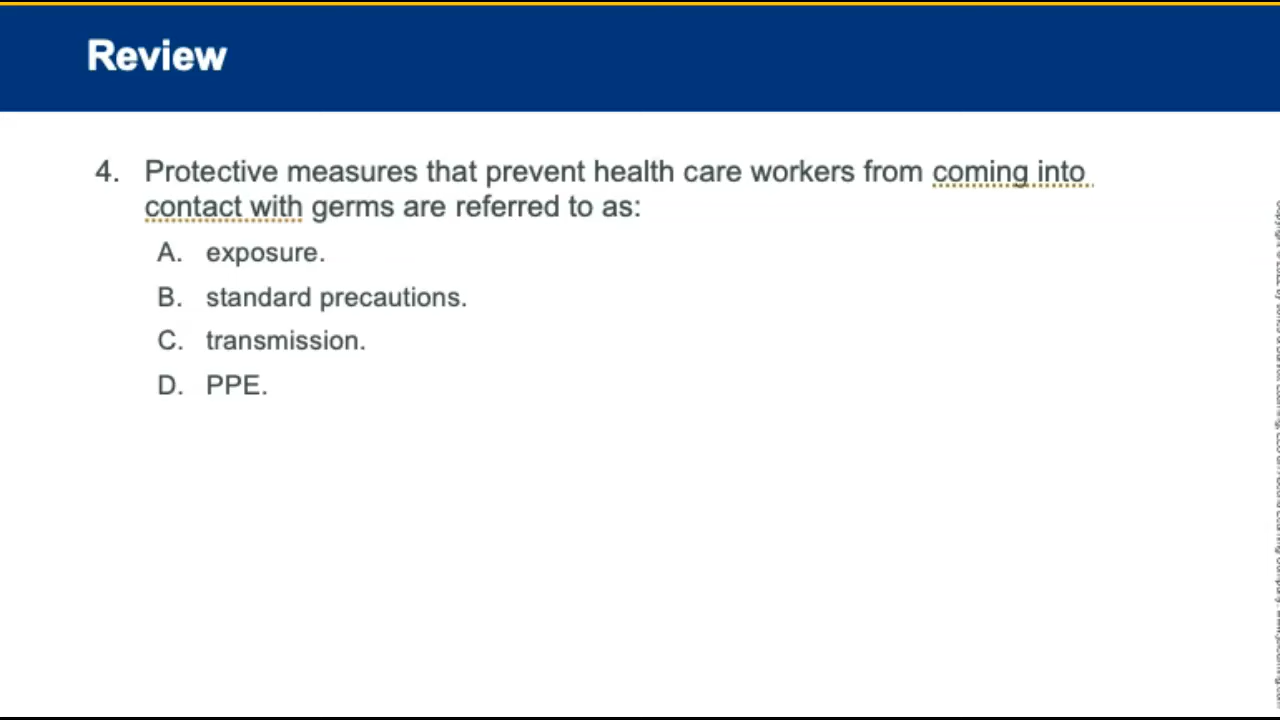 Review
4. Protective measures that prevent health care workers from coming into
contact with germs are referred to as:
A. exposure.
B. standard precautions.
C. transmission.
D. PPE.